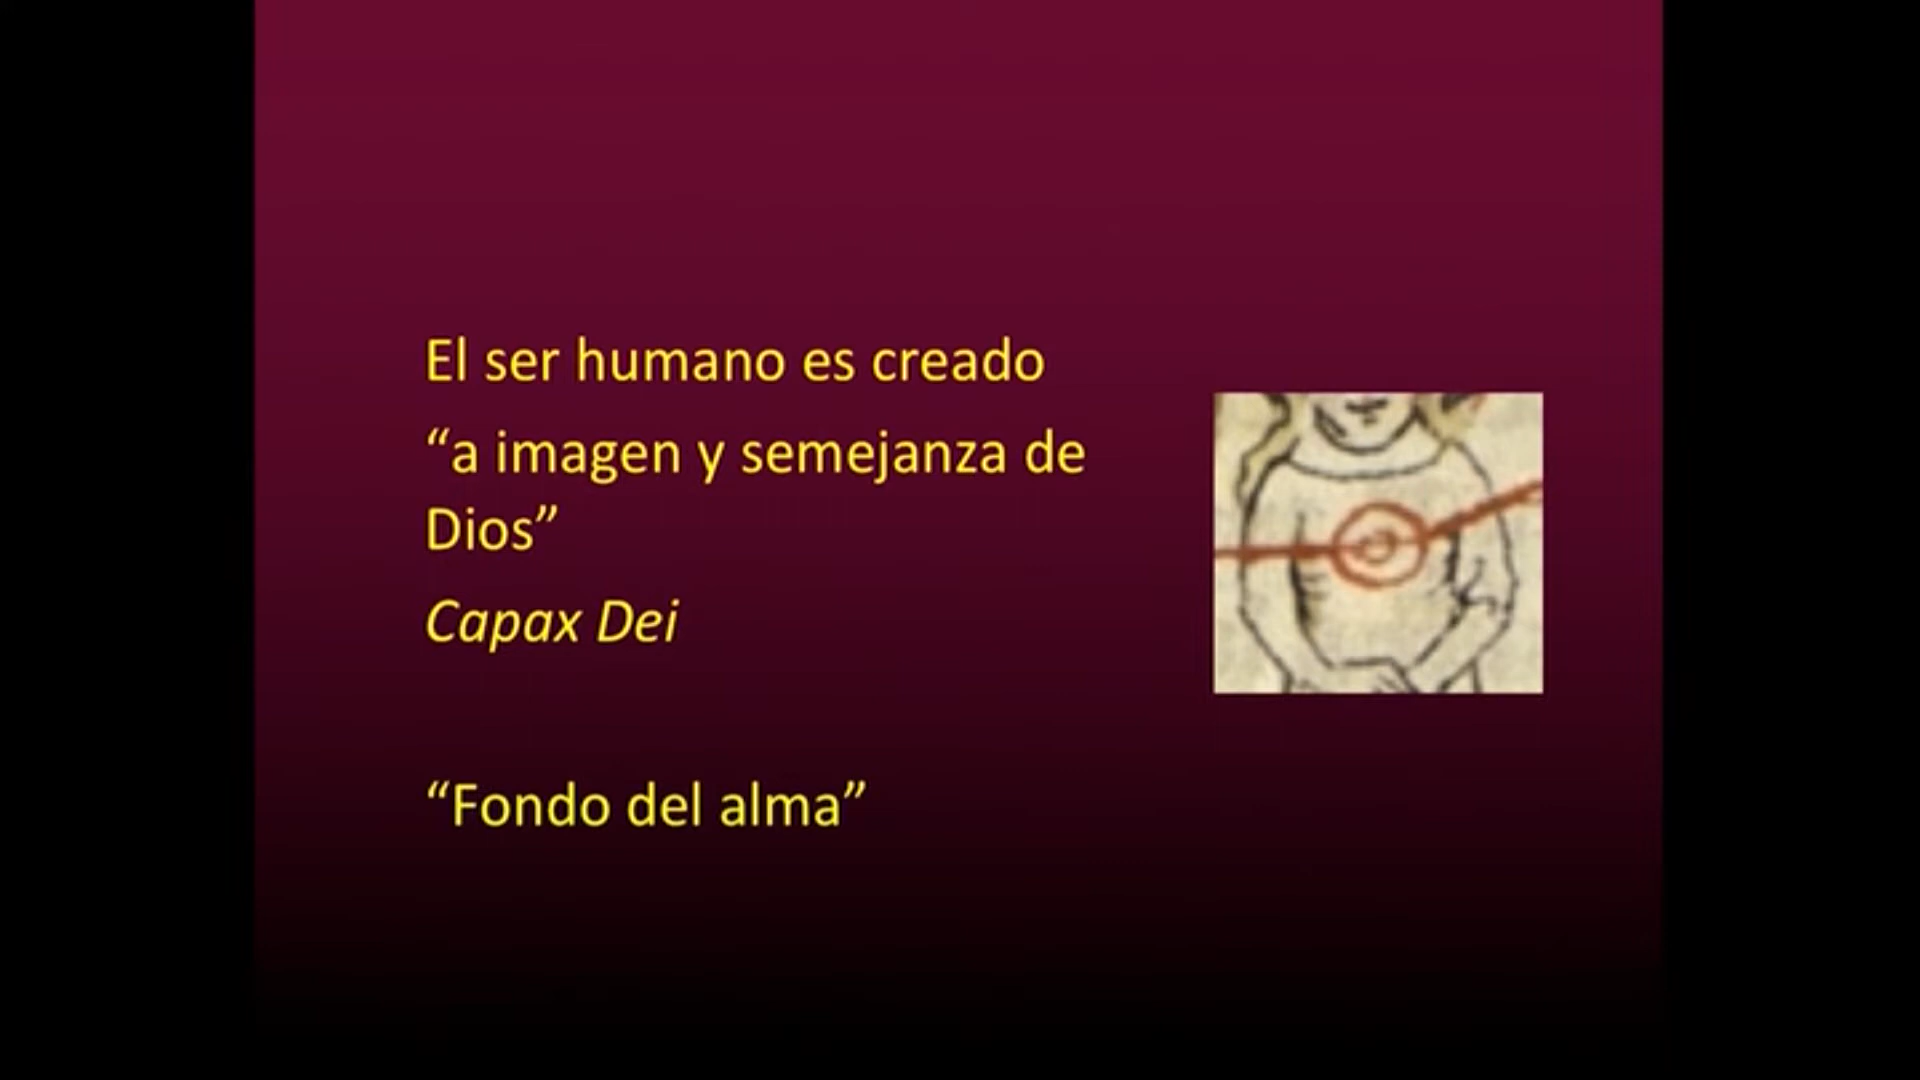 El ser humano es creado
“a imagen y semejanza de
Dios”
Capax Dei
“Fondo del alma”